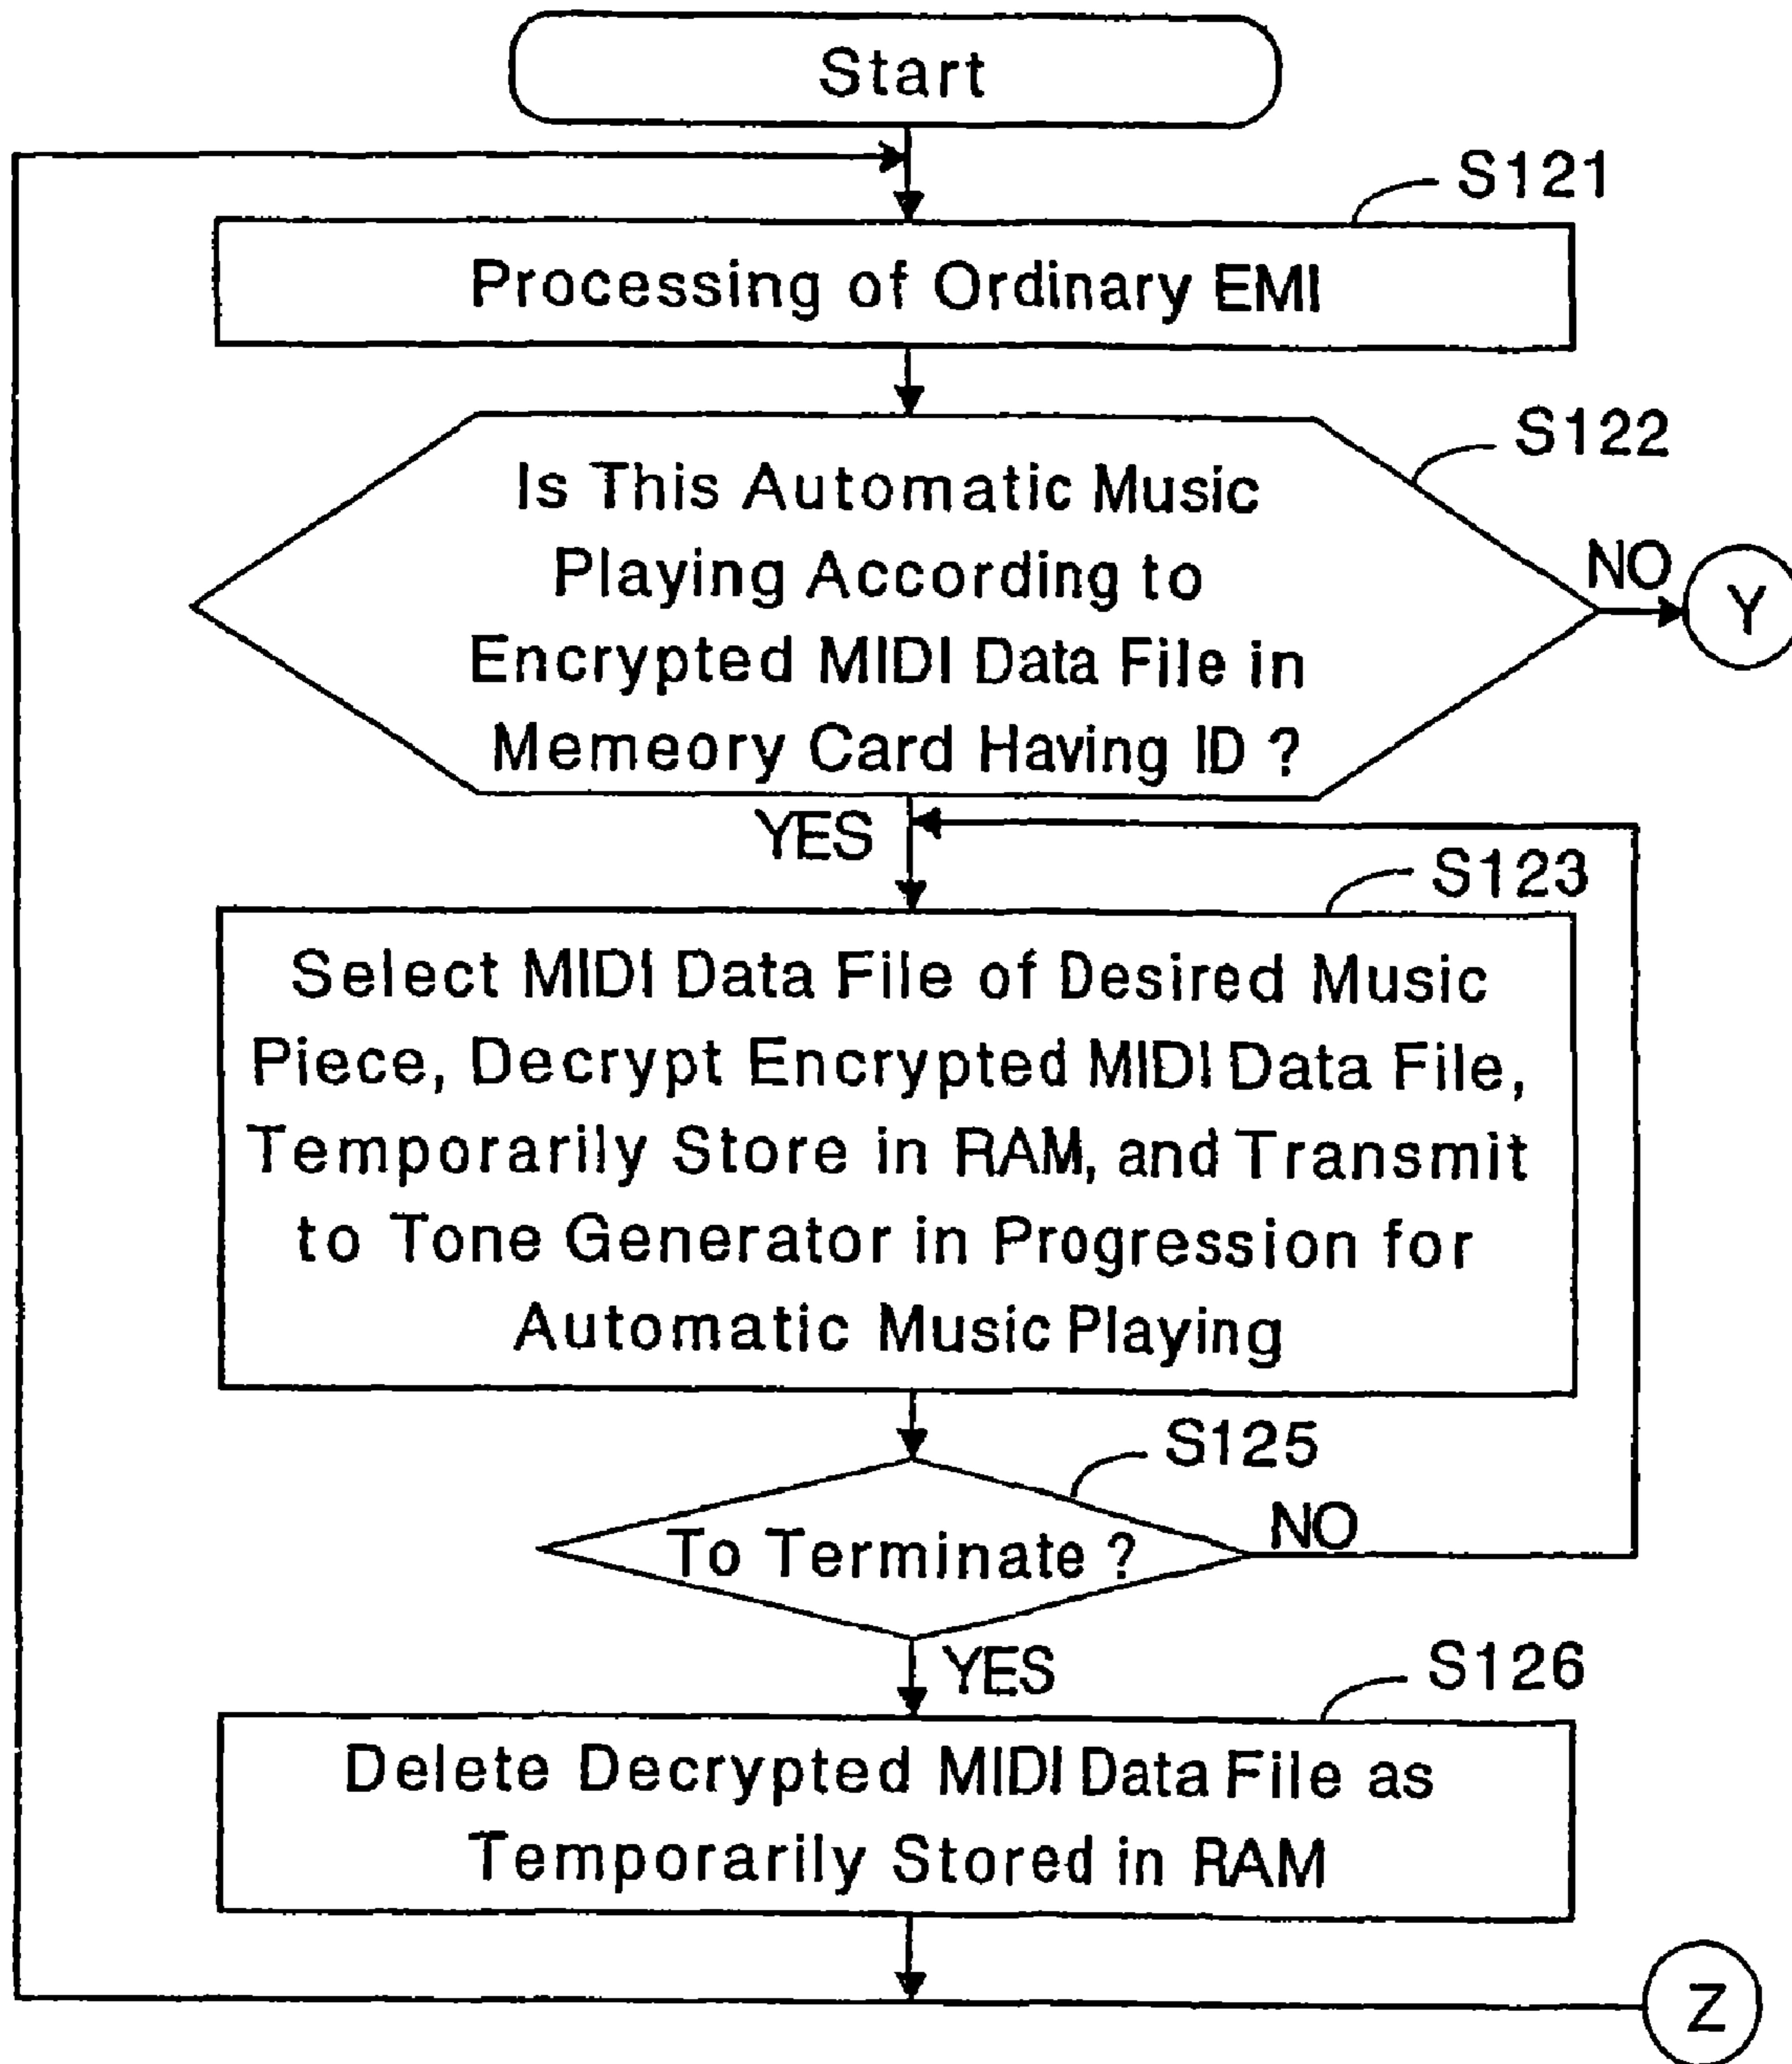 Start
S121
Processing of Ordinary EMI
S122
Is This Automatic Music
Playing According to
Encrypted MIDI Data File in
Memeory Card Having ID ?
NO
Y
YES
S123
Select MIDI Data File of Desired Music
Piece, Decrypt Encrypted MIDI Data File,
Temporarily Store in RAM, and Transmit
to Tone Generator in Progression for
Automatic Music Playing
S125
To Terminate ?
NO
YES
S126
Delete Decrypted MIDI Data File as
Temporarily Stored in RAM
Z